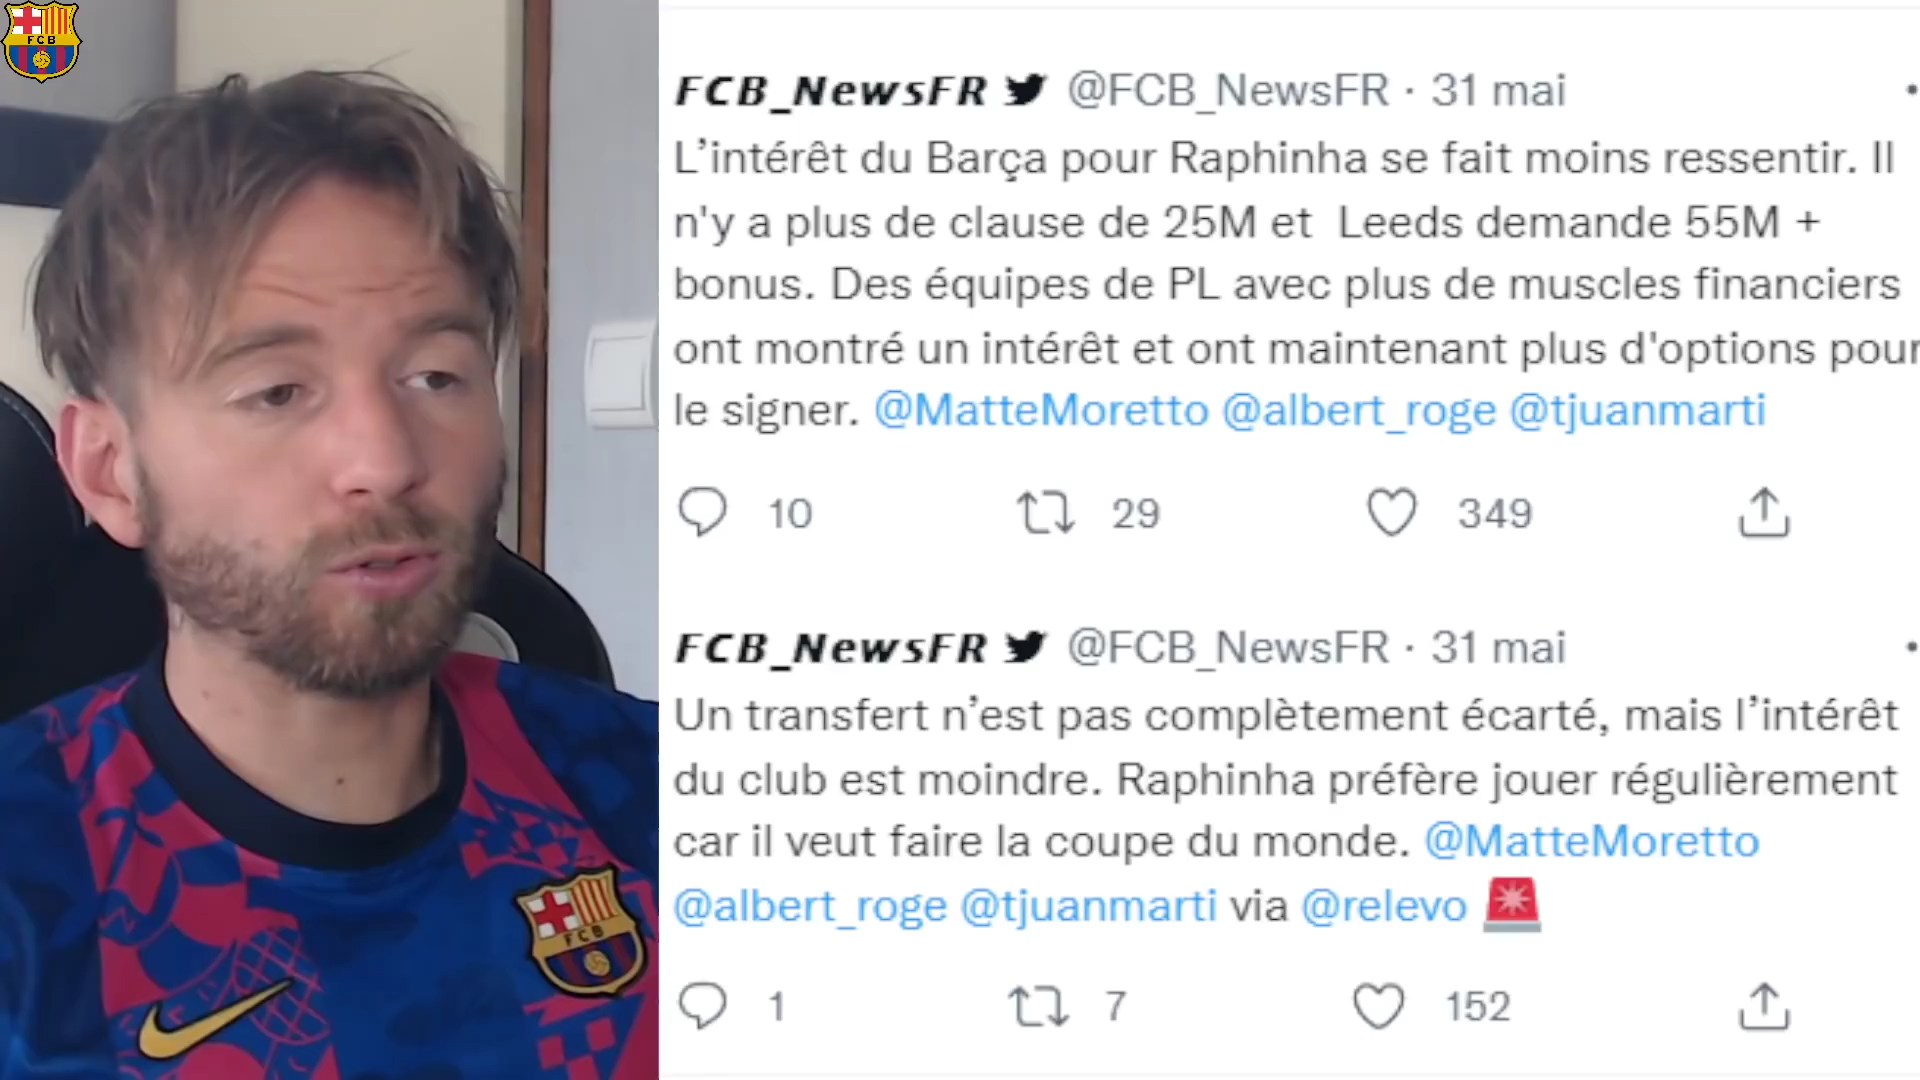 FCB
FCB_NewsFR @FCB_NewsFR · 31 mai
L’intérêt du Barça pour Raphinha se fait moins ressentir. Il
n'y a plus de clause de 25M et Leeds demande 55M +
bonus. Des équipes de PL avec plus de muscles financiers
ont montré un intérêt et ont maintenant plus d'options pour
le signer. @MatteMoretto @albert_roge @tjuanmarti
10 29 349
FCB_NewsFR @FCB_NewsFR · 31 mai
Un transfert n’est pas complètement écarté, mais l’intérêt
du club est moindre. Raphinha préfère jouer régulièrement
car il veut faire la coupe du monde. @MatteMoretto
@albert_roge @tjuanmarti via @relevo
1 7 152
FCB